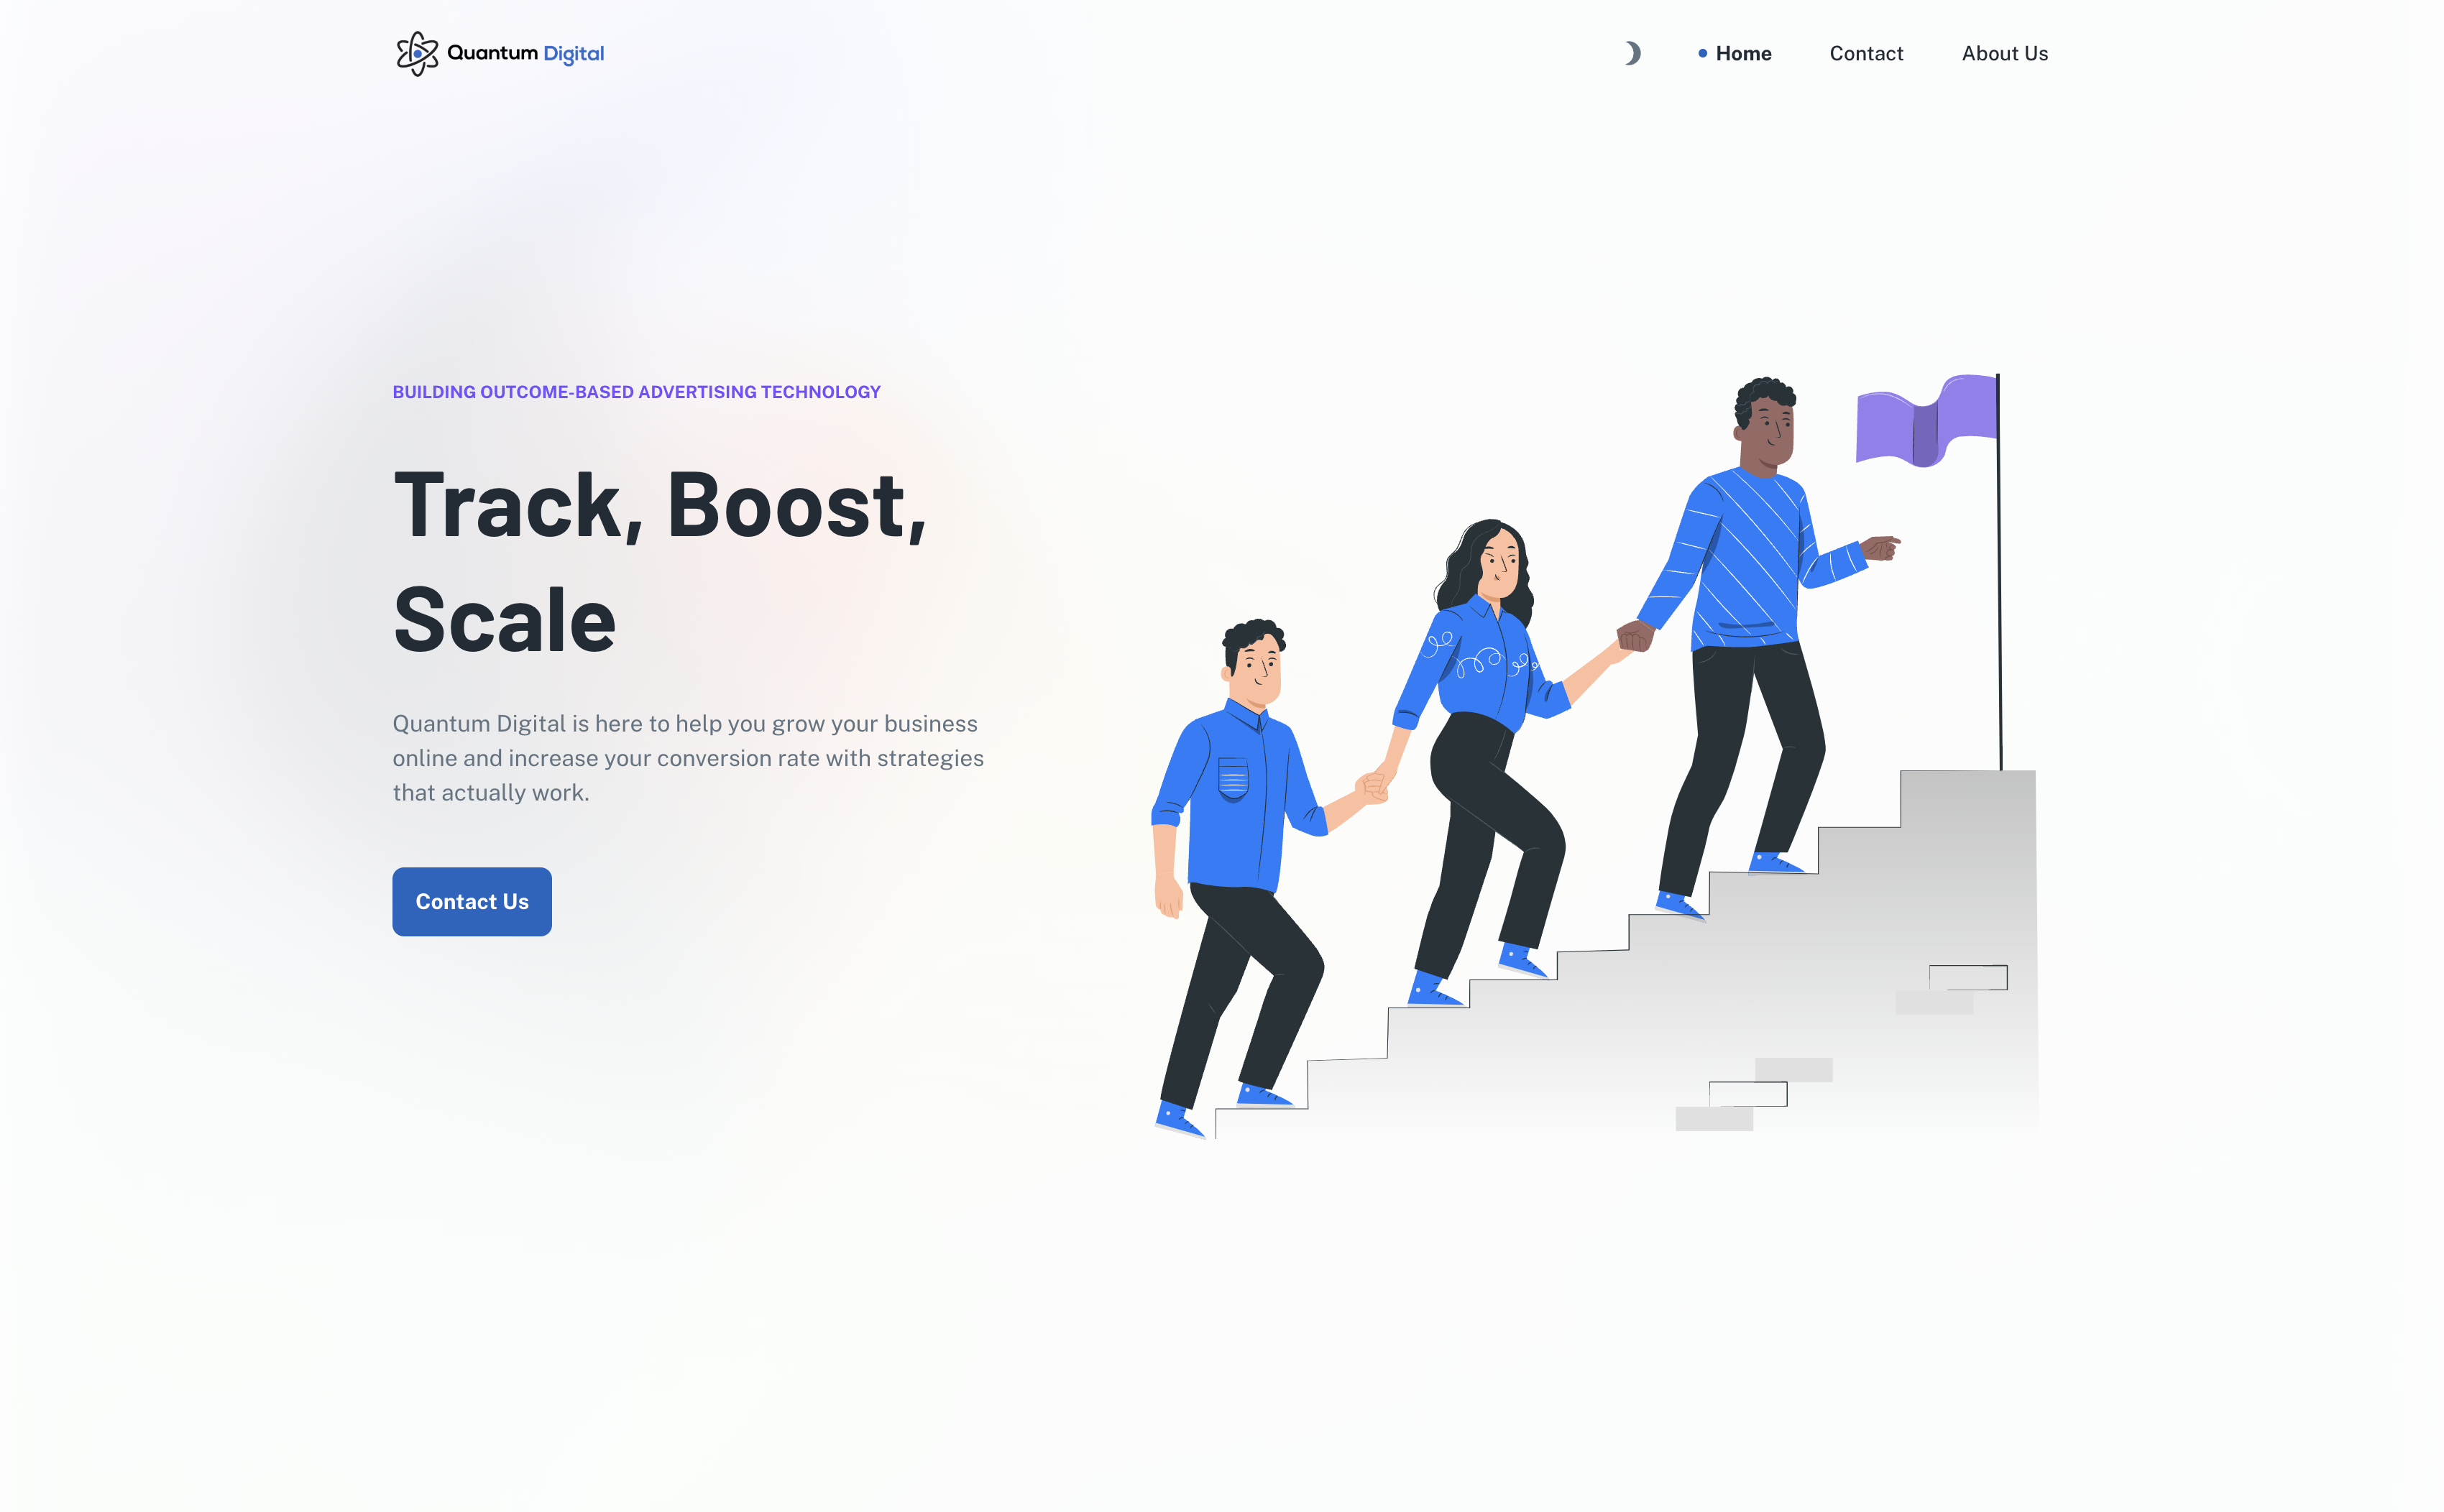 Quantum Digital
Home
Contact
About Us
BUILDING OUTCOME-BASED ADVERTISING TECHNOLOGY
Track, Boost,
Scale
Quantum Digital is here to help you grow your business
online and increase your conversion rate with strategies
that actually work.
Contact Us